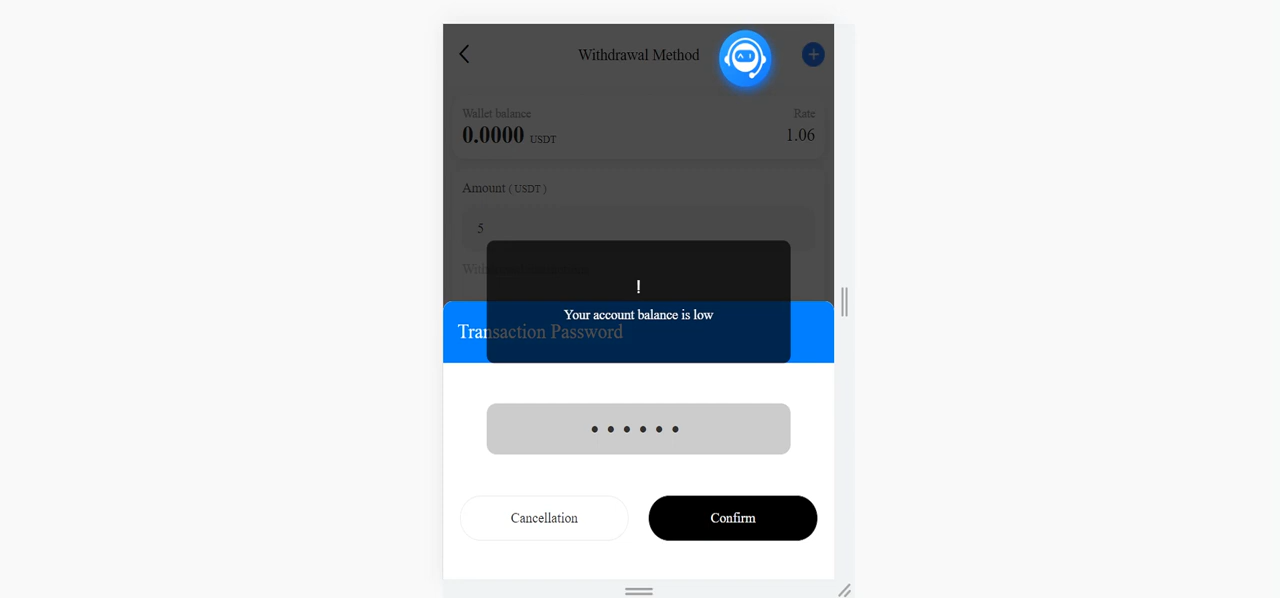 Withdrawal Method
Wallet balance
Rate
0.0000 USDT
1.06
Amount ( USDT )
5
!
Your account balance is low
Transaction Password
Cancellation
Confirm